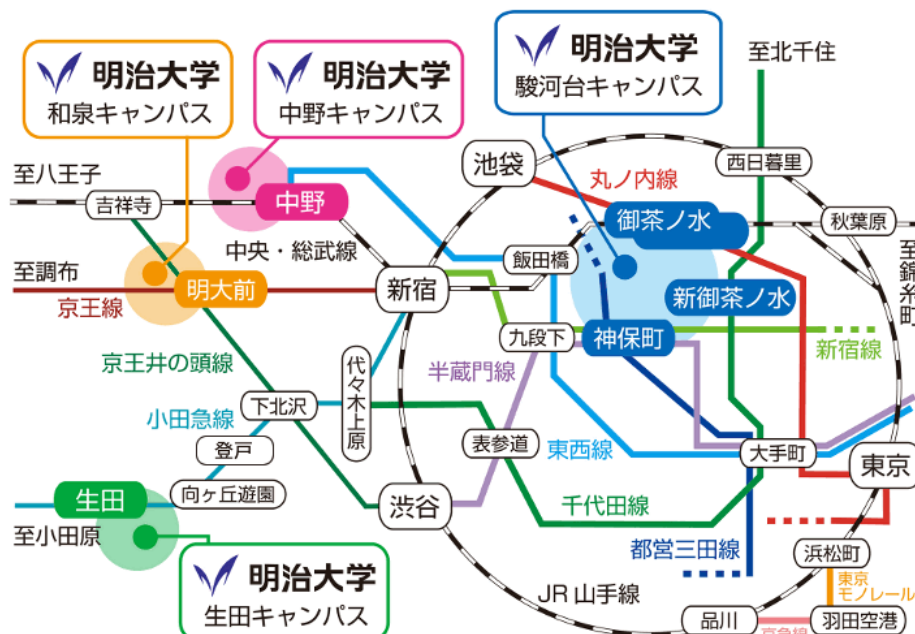 明治大学
和泉キャンパス
明治大学
中野キャンパス
明治大学
駿河台キャンパス
至北千住
池袋
西日暮里
丸ノ内線
至八王子
吉祥寺
中野
御茶ノ水
秋葉原
中央・総武線
飯田橋
至錦糸町
至調布
明大前
新宿
新御茶ノ水
京王線
九段下
神保町
新宿線
京王井の頭線
代々木上原
半蔵門線
小田急線
下北沢
登戸
表参道
東西線
大手町
東京
生田
向ヶ丘遊園
渋谷
千代田線
至小田原
都営三田線
浜松町
明治大学
生田キャンパス
JR山手線
東京
モノレール
品川
羽田空港
京急線